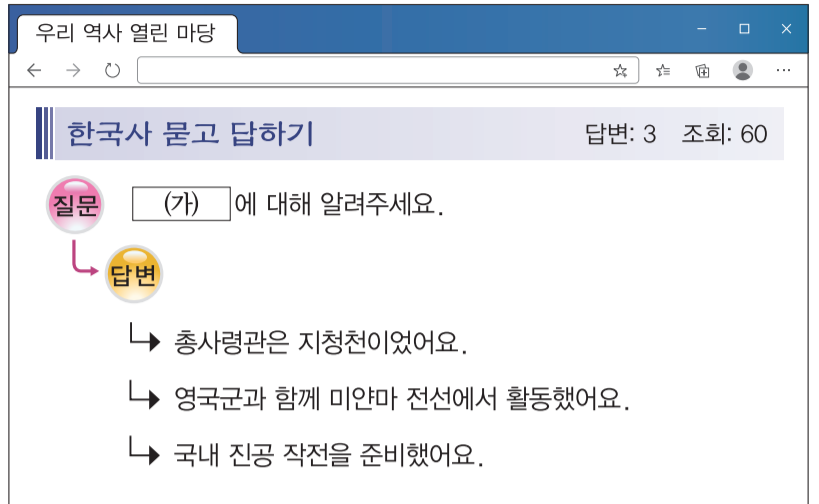 우리 역사 열린 마당
한국사 묻고 답하기 답변: 3 조회: 60
질문 (가) 에 대해 알려주세요.
답변
총사령관은 지청천이었어요.
영국군과 함께 미얀마 전선에서 활동했어요.
국내 진공 작전을 준비했어요.